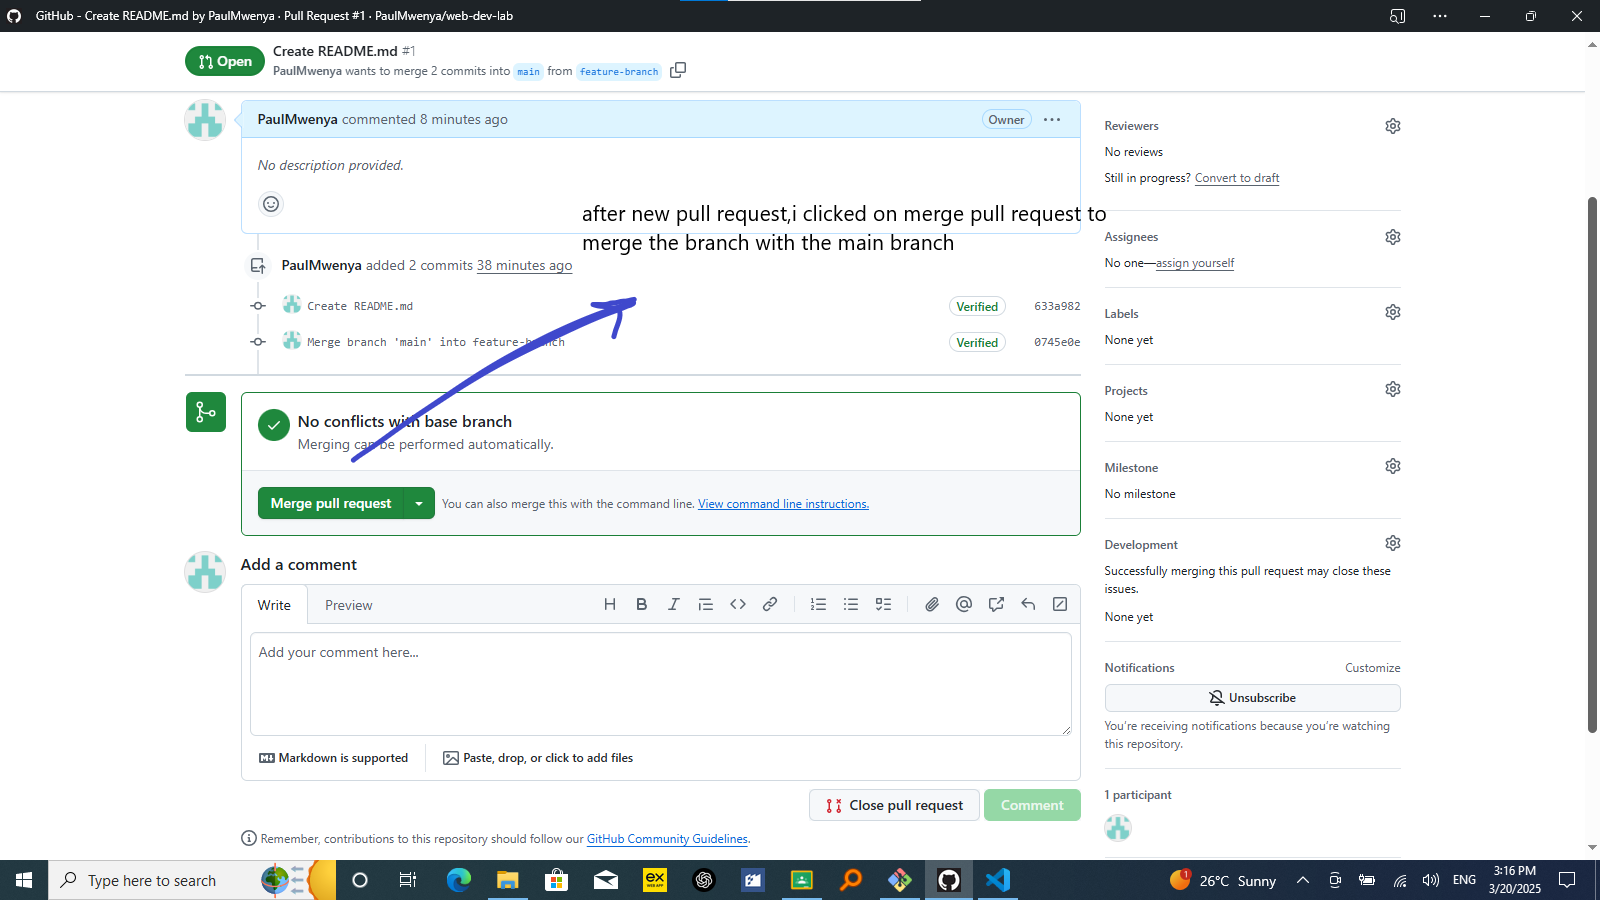 GitHub - Create README.md by PaulMwenya · Pull Request #1 · PaulMwenya/web-dev-lab
Open
Create README.md #1
PaulMwenya wants to merge 2 commits into main from feature-branch
PaulMwenya commented 8 minutes ago
Owner
No description provided.
after new pull request,i clicked on merge pull request to
merge the branch with the main branch
PaulMwenya added 2 commits 38 minutes ago
Create README.md
Verified
633a982
Merge branch 'main' into feature-branch
Verified
0745e0e
No conflicts with base branch
Merging can be performed automatically.
Merge pull request
You can also merge this with the command line. View command line instructions.
Add a comment
Write
Preview
H B I
Add your comment here...
Markdown is supported
Paste, drop, or click to add files
Close pull request
Comment
Remember, contributions to this repository should follow our GitHub Community Guidelines.
Reviewers
No reviews
Still in progress? Convert to draft
Assignees
No one—assign yourself
Labels
None yet
Projects
None yet
Milestone
No milestone
Development
Successfully merging this pull request may close these
issues.
None yet
Notifications
Customize
Unsubscribe
You're receiving notifications because you're watching
this repository.
1 participant
Type here to search
ex
WEB APP
1
26°C Sunny
ENG
3:16 PM
3/20/2025